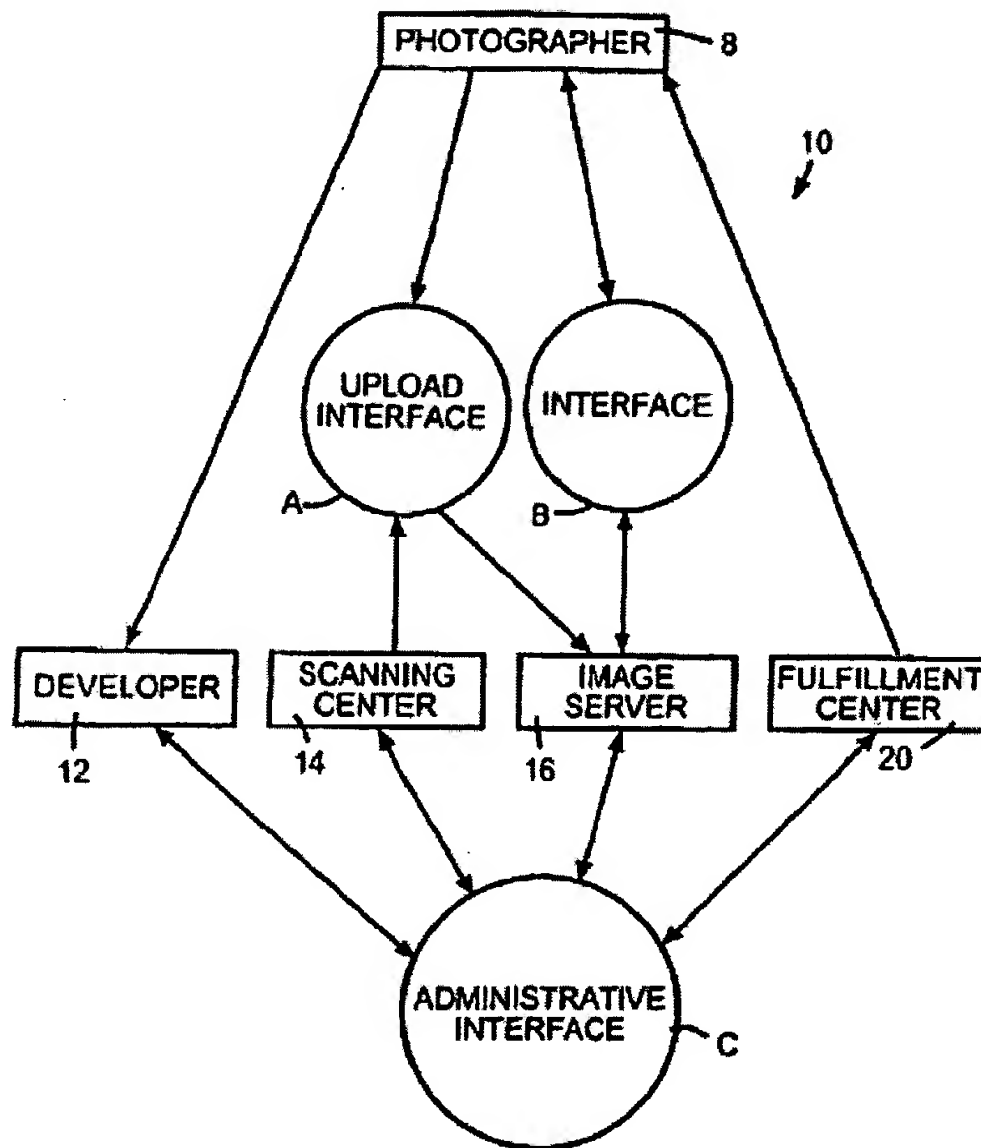 PHOTOGRAPHER
8
10
UPLOAD
INTERFACE
INTERFACE
A
B
DEVELOPER
SCANNING
CENTER
IMAGE
SERVER
FULFILLMENT
CENTER
12
14
16
20
ADMINISTRATIVE
INTERFACE
C